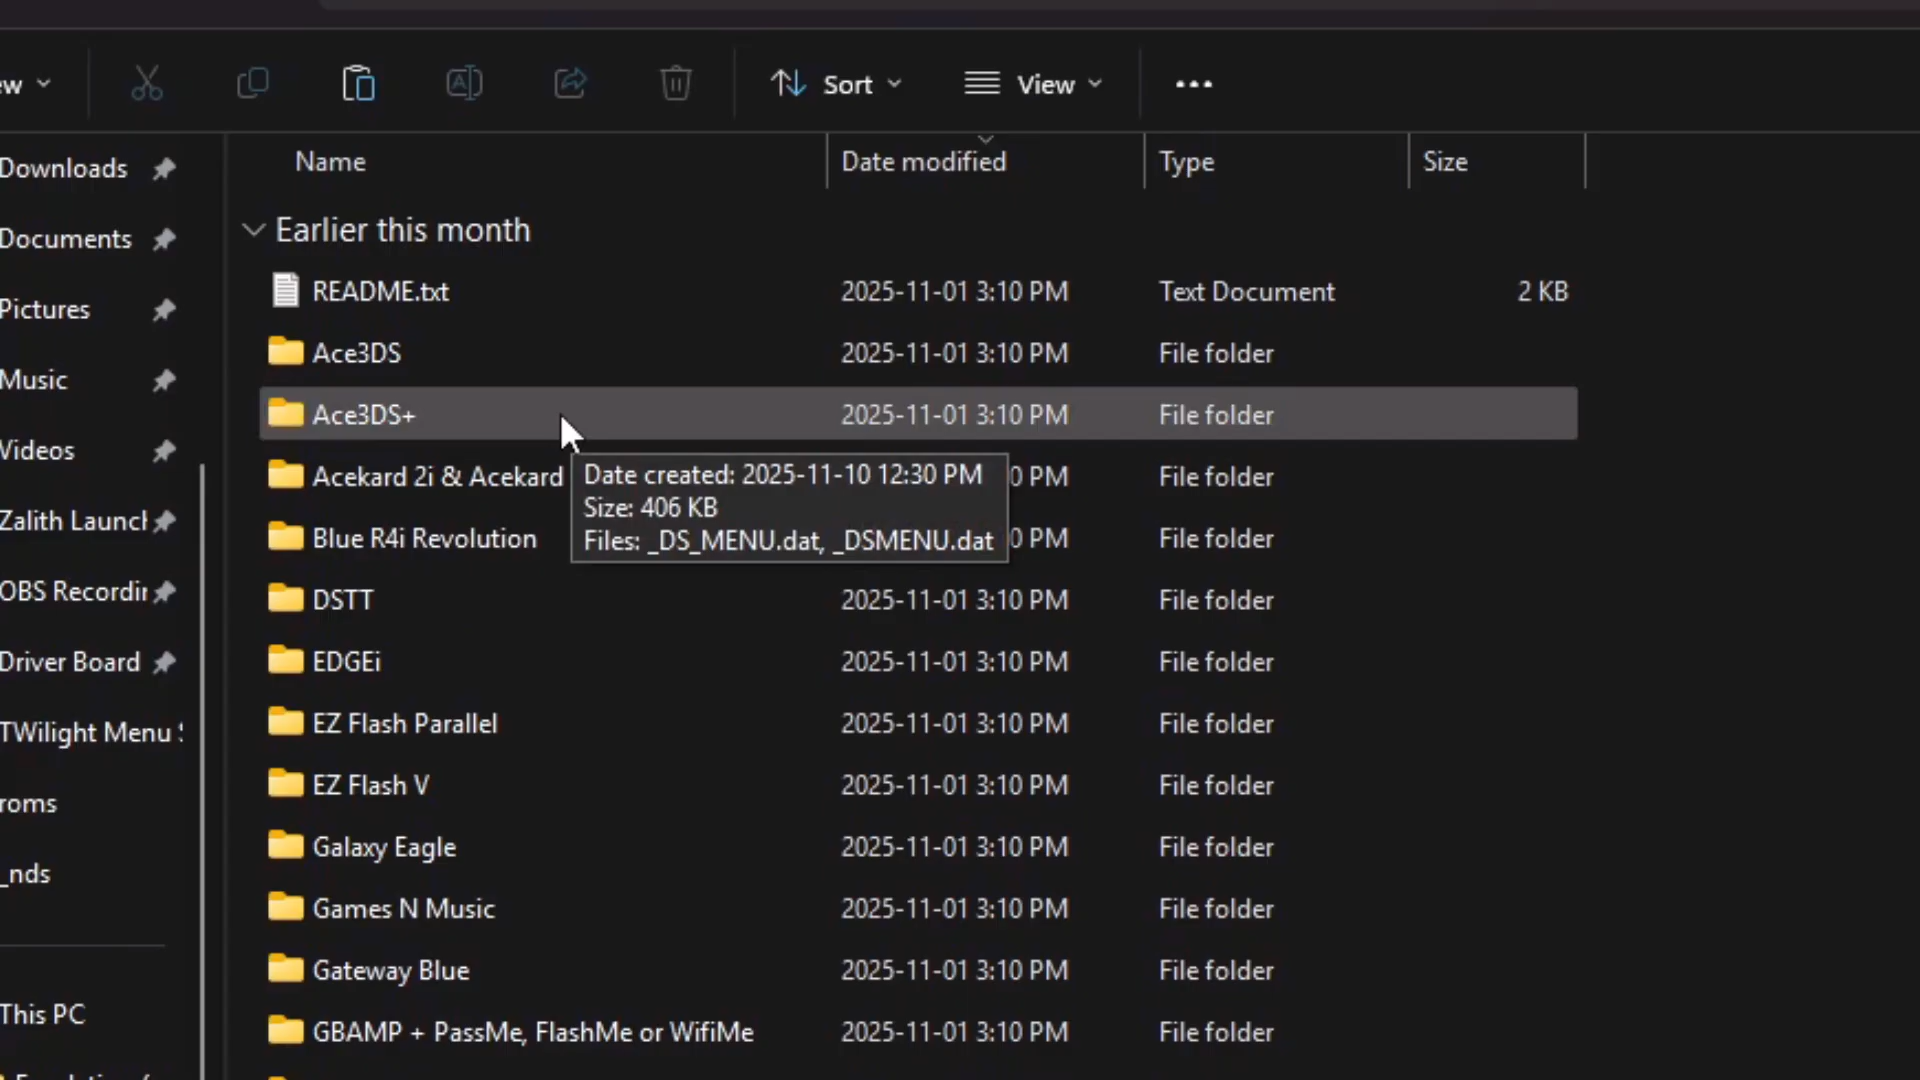 ew
Sort
View
Name Date modified Type Size
Downloads
Documents
Pictures
Music
Videos
Zalith Launch
OBS Recordin
Driver Board
TWilight Menu
roms
_nds
This PC
Earlier this month
README.txt 2025-11-01 3:10 PM Text Document 2 KB
Ace3DS 2025-11-01 3:10 PM File folder
Ace3DS+ 2025-11-01 3:10 PM File folder
Acekard 2i & Acekard 0 PM File folder
Blue R4i Revolution 0 PM File folder
Date created: 2025-11-10 12:30 PM
Size: 406 KB
Files: _DS_MENU.dat, _DSMENU.dat
DSTT 2025-11-01 3:10 PM File folder
EDGEi 2025-11-01 3:10 PM File folder
EZ Flash Parallel 2025-11-01 3:10 PM File folder
EZ Flash V 2025-11-01 3:10 PM File folder
Galaxy Eagle 2025-11-01 3:10 PM File folder
Games N Music 2025-11-01 3:10 PM File folder
Gateway Blue 2025-11-01 3:10 PM File folder
GBAMP + PassMe, FlashMe or WifiMe 2025-11-01 3:10 PM File folder